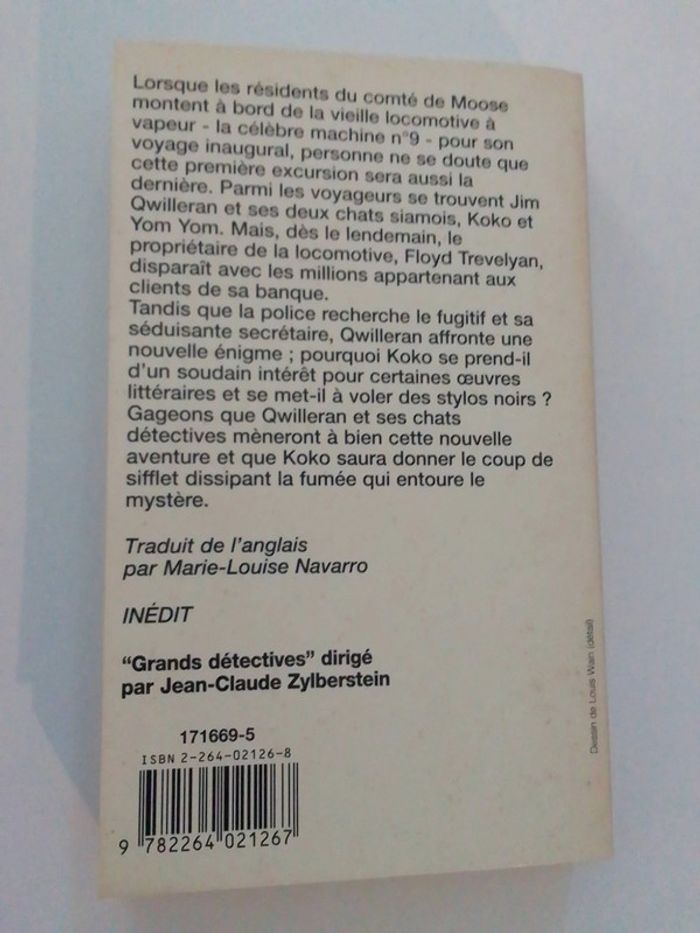 Lorsque les résidents du comté de Moose
montent à bord de la vieille locomotive à
vapeur - la célèbre machine n°9 - pour son
voyage inaugural, personne ne se doute que
cette première excursion sera aussi la
dernière. Parmi les voyageurs se trouvent Jim
Qwilleran et ses deux chats siamois, Koko et
Yom Yom. Mais, dès le lendemain, le
propriétaire de la locomotive, Floyd Trevelyan,
disparaît avec les millions appartenant aux
clients de sa banque.
Tandis que la police recherche le fugitif et sa
séduisante secrétaire, Qwilleran affronte une
nouvelle énigme ; pourquoi Koko se prend-il
d'un soudain intérêt pour certaines œuvres
littéraires et se met-il à voler des stylos noirs ?
Gageons que Qwilleran et ses chats
détectives mèneront à bien cette nouvelle
aventure et que Koko saura donner le coup de
sifflet dissipant la fumée qui entoure le
mystère.
Traduit de l'anglais
par Marie-Louise Navarro
INÉDIT
"Grands détectives" dirigé
par Jean-Claude Zylberstein
171669-5
ISBN 2-264-02126-8
9 782264 021267
Dessin de Louis Wain (détail)